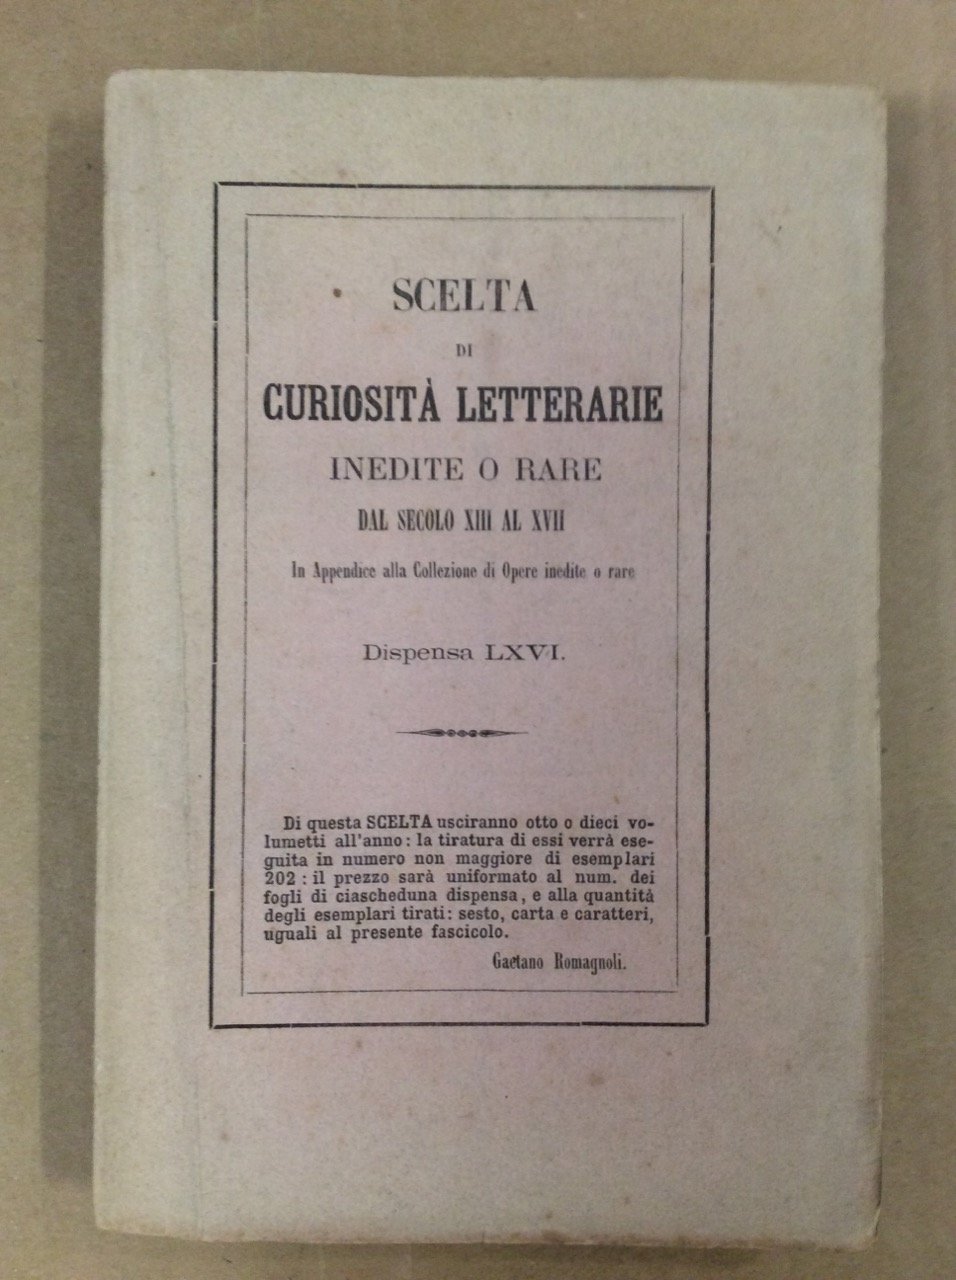 SCELTA
DI
CURIOSITÀ LETTERARIE
INEDITE O RARE
DAL SECOLO XIII AL XVII
In Appendice alla Collezione di Opere inedite o rare
Dispensa LXVI.
Di questa SCELTA usciranno otto o dieci vo-
lumetti all'anno: la tiratura di essi verrà ese-
guita in numero non maggiore di esemplari
202: il prezzo sarà uniformato al num. dei
fogli di ciascheduna dispensa, e alla quantità
degli esemplari tirati: sesto, carta e caratteri,
uguali al presente fascicolo.
Gaetano Romagnoli.